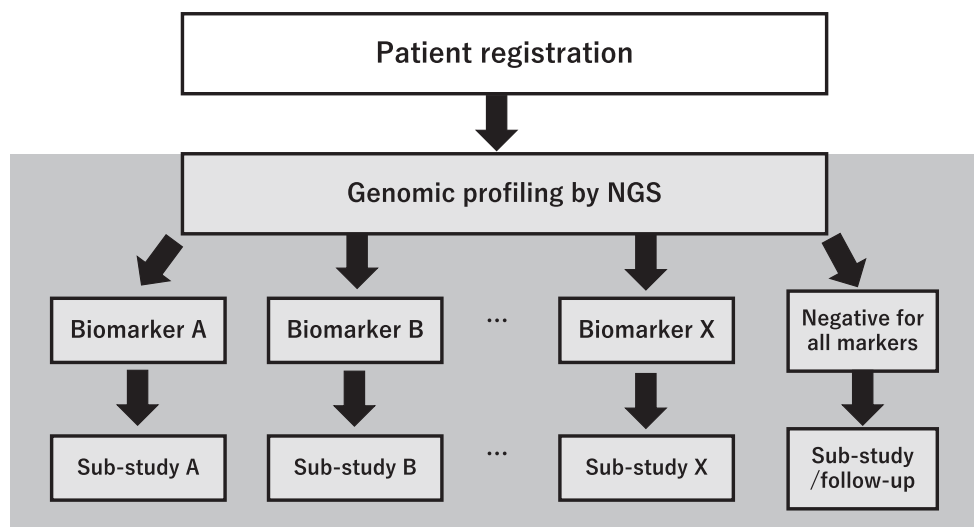 Patient registration
Genomic profiling by NGS
Biomarker A
Biomarker B
...
Biomarker X
Negative for
all markers
Sub-study A
Sub-study B
...
Sub-study X
Sub-study
/follow-up